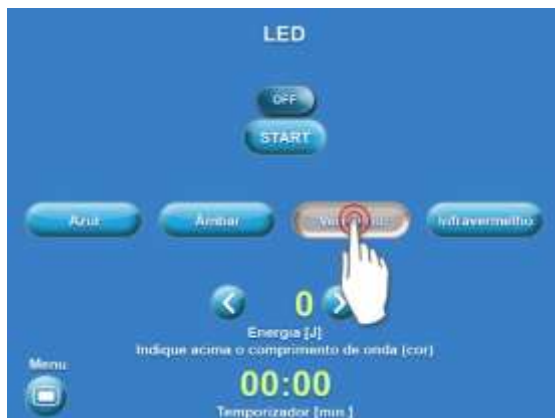 LED
OFF
START
Azul
Âmbar
Infravermelho
0
Energia [J]
Indique acima o comprimento de onda (cor)
Menu
00:00
Temporizador [min.]